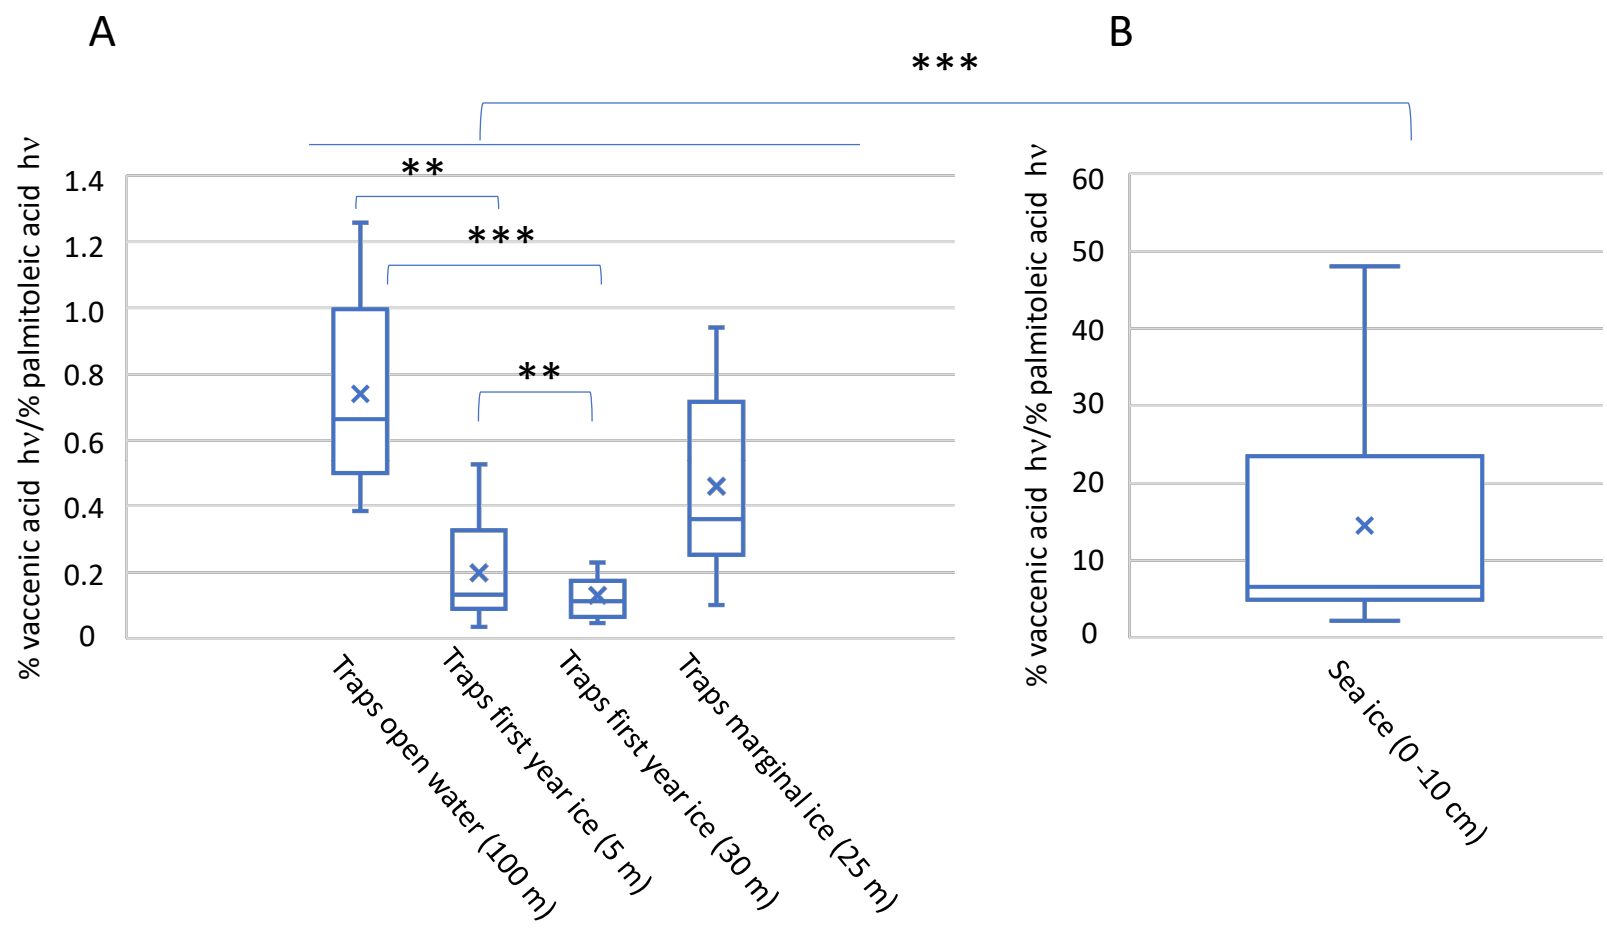 A
B
***
**
***
**
% vaccenic acid hν/% palmitoleic acid hν
1.4
1.2
1.0
0.8
0.6
0.4
0.2
0
Traps open water (100 m)
Traps first year ice (5 m)
Traps first year ice (30 m)
Traps marginal ice (25 m)
% vaccenic acid hν/% palmitoleic acid hν
60
50
40
30
20
10
0
Sea ice (0 -10 cm)